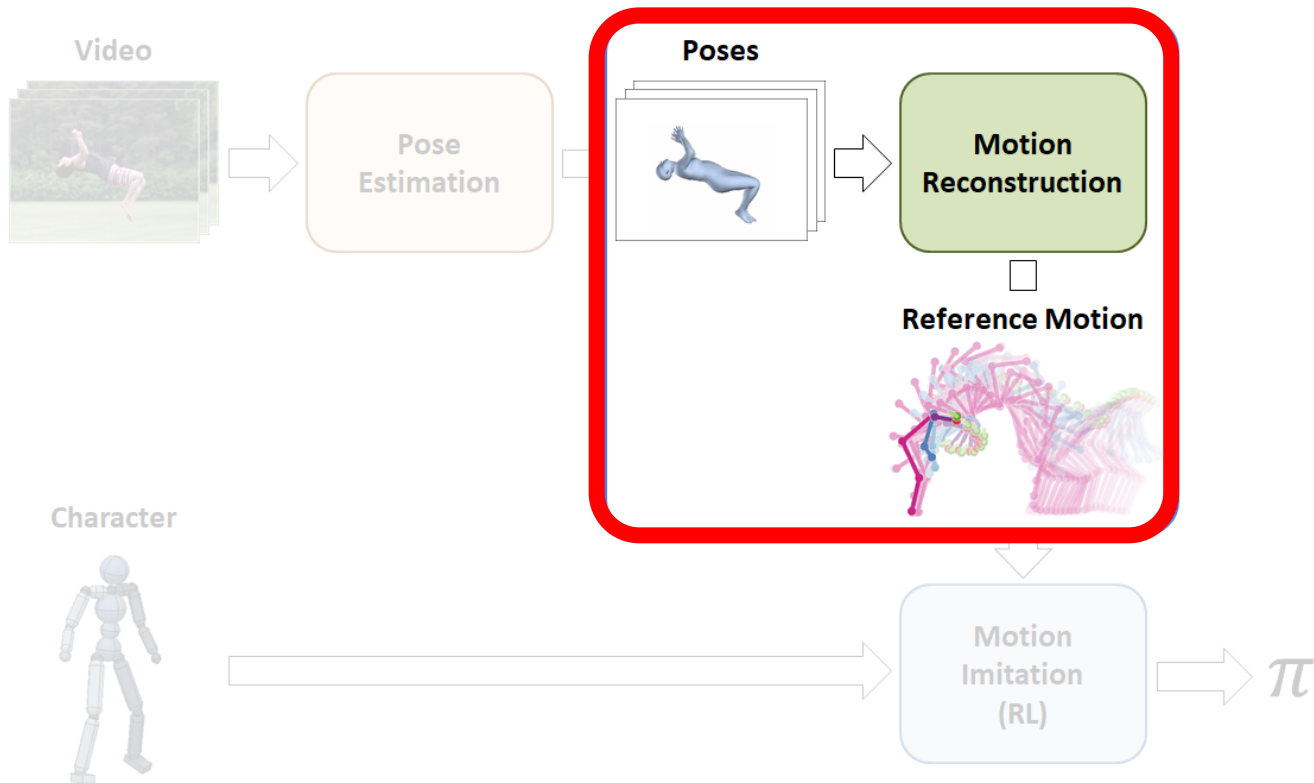 Video
Poses
Pose
Estimation
Motion
Reconstruction
Reference Motion
Character
Motion
Imitation
(RL)
π